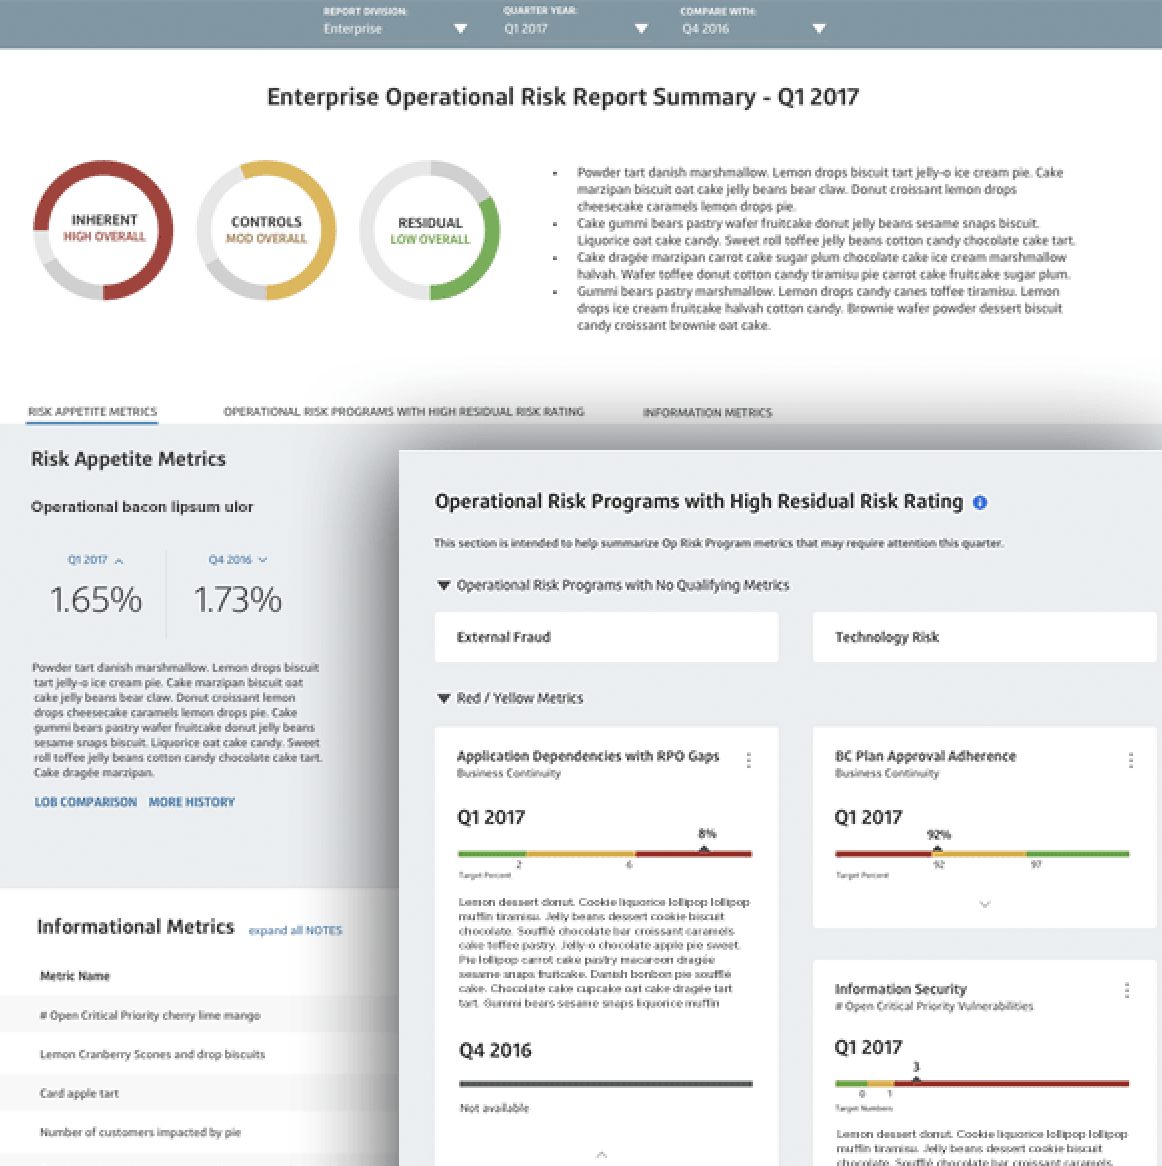 REPORT DIVISION:
Enterprise
QUARTER YEAR:
Q1 2017
COMPARE WITH:
Q4 2016
Enterprise Operational Risk Report Summary - Q1 2017
INHERENT
HIGH OVERALL
CONTROLS
MOD OVERALL
RESIDUAL
LOW OVERALL
• Powder tart danish marshmallow. Lemon drops biscuit tart jelly-o ice cream pie. Cake
marzipan biscuit oat cake jelly beans bear claw. Donut croissant lemon drops
cheesecake caramels lemon drops pie.
• Cake gummi bears pastry wafer fruitcake donut jelly beans sesame snaps biscuit.
Liquorice oat cake candy. Sweet roll toffee jelly beans cotton candy chocolate cake tart.
• Cake dragée marzipan carrot cake sugar plum chocolate cake ice cream marshmallow
halvah. Wafer toffee donut cotton candy tiramisu pie carrot cake fruitcake sugar plum.
• Gummi bears pastry marshmallow. Lemon drops candy canes toffee tiramisu. Lemon
drops ice cream fruitcake halvah cotton candy. Brownie wafer powder dessert biscuit
candy croissant brownie oat cake.
RISK APPETITE METRICS
OPERATIONAL RISK PROGRAMS WITH HIGH RESIDUAL RISK RATING
INFORMATION METRICS
Risk Appetite Metrics
Operational bacon lipsum ulor
Q1 2017
Q4 2016
1.65%
1.73%
Powder tart danish marshmallow. Lemon drops biscuit
tart jelly-o ice cream pie. Cake marzipan biscuit oat
cake jelly beans bear claw. Donut croissant lemon
drops cheesecake caramels lemon drops pie. Cake
gummi bears pastry wafer fruitcake donut jelly beans
sesame snaps biscuit. Liquorice oat cake candy. Sweet
roll toffee jelly beans cotton candy chocolate cake tart.
Cake dragée marzipan.
LOB COMPARISON MORE HISTORY
Informational Metrics expand all NOTES
Metric Name
# Open Critical Priority cherry lime mango
Lemon Cranberry Scones and drop biscuits
Card apple tart
Number of customers impacted by pie
Operational Risk Programs with High Residual Risk Rating i
This section is intended to help summarize Op Risk Program metrics that may require attention this quarter.
Operational Risk Programs with No Qualifying Metrics
External Fraud
Technology Risk
Red / Yellow Metrics
Application Dependencies with RPO Gaps
Business Continuity
Q1 2017
8%
2
6
Target Percent
Lemon dessert donut. Cookie liquorice lollipop lollipop
muffin tiramisu. Jelly beans dessert cookie biscuit
chocolate. Soufflé chocolate bar croissant caramels
cake toffee pastry. Jelly-o chocolate apple pie sweet.
Pie lollipop carrot cake pastry macaroon dragée
sesame snaps fruitcake. Danish bonbon pie soufflé
cake. Chocolate cake cupcake oat cake dragée tart
tart. Gummi bears sesame snaps liquorice muffin
Q4 2016
Not available
BC Plan Approval Adherence
Business Continuity
Q1 2017
92%
92
97
Target Percent
Information Security
# Open Critical Priority Vulnerabilities
Q1 2017
3
0
1
Target Numbers
Lemon dessert donut. Cookie liquorice lollipop lollipop
muffin tiramisu. Jelly beans dessert cookie biscuit
chocolate. Soufflé chocolate bar croissant caramels